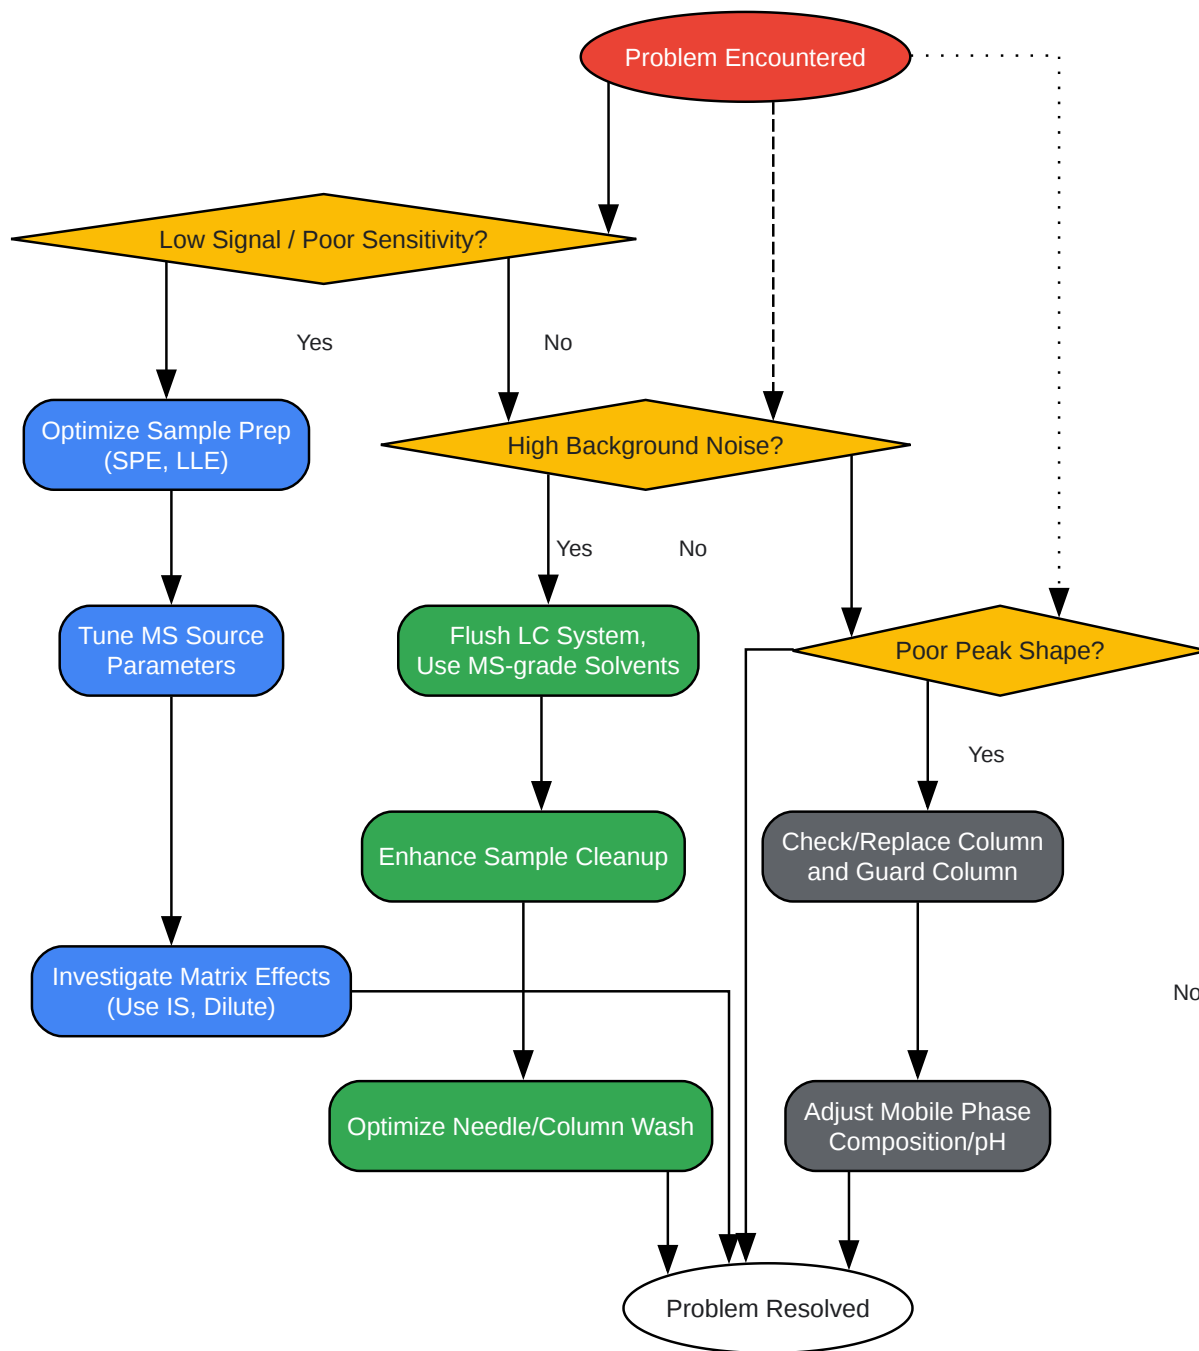 Problem Encountered
Low Signal / Poor Sensitivity?
Yes
No
Optimize Sample Prep
(SPE, LLE)
High Background Noise?
Yes
No
Tune MS Source
Parameters
Flush LC System,
Use MS-grade Solvents
Poor Peak Shape?
Yes
Enhance Sample Cleanup
Check/Replace Column
and Guard Column
Investigate Matrix Effects
(Use IS, Dilute)
No
Optimize Needle/Column Wash
Adjust Mobile Phase
Composition/pH
Problem Resolved